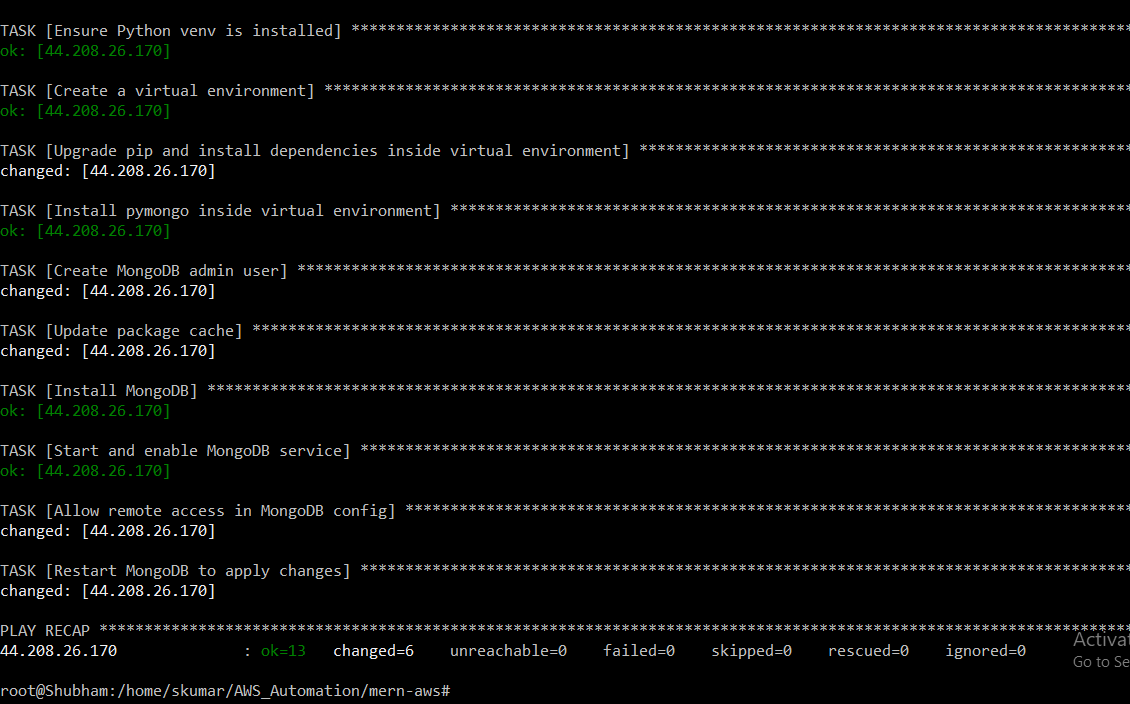 TASK [Ensure Python venv is installed] **************************************************************************************
ok: [44.208.26.170]
TASK [Create a virtual environment] *****************************************************************************************
ok: [44.208.26.170]
TASK [Upgrade pip and install dependencies inside virtual environment] ******************************************************
changed: [44.208.26.170]
TASK [Install pymongo inside virtual environment] ***************************************************************************
ok: [44.208.26.170]
TASK [Create MongoDB admin user] ********************************************************************************************
changed: [44.208.26.170]
TASK [Update package cache] *************************************************************************************************
changed: [44.208.26.170]
TASK [Install MongoDB] ******************************************************************************************************
ok: [44.208.26.170]
TASK [Start and enable MongoDB service] *************************************************************************************
ok: [44.208.26.170]
TASK [Allow remote access in MongoDB config] ********************************************************************************
changed: [44.208.26.170]
TASK [Restart MongoDB to apply changes] *************************************************************************************
changed: [44.208.26.170]
PLAY RECAP ******************************************************************************************************************
44.208.26.170 : ok=13 changed=6 unreachable=0 failed=0 skipped=0 rescued=0 ignored=0
Activat
Go to Se
root@Shubham:/home/skumar/AWS_Automation/mern-aws#